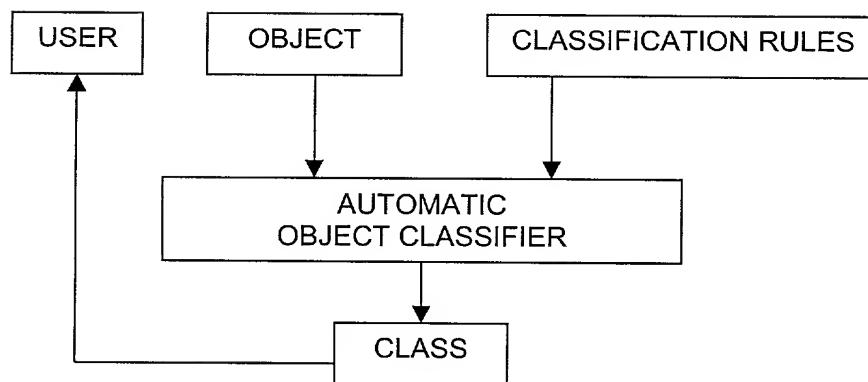 USER
OBJECT
CLASSIFICATION RULES
AUTOMATIC
OBJECT CLASSIFIER
CLASS